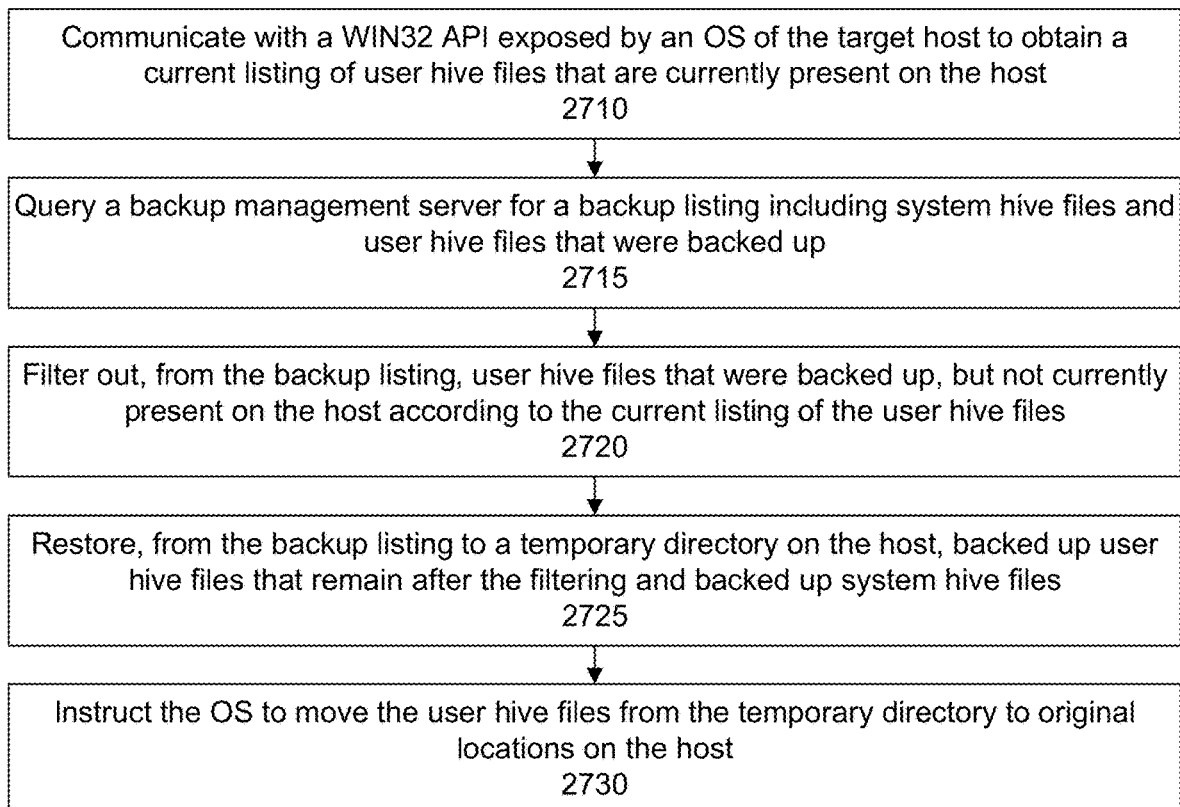 Communicate with a WIN32 API exposed by an OS of the target host to obtain a
current listing of user hive files that are currently present on the host
2710
Query a backup management server for a backup listing including system hive files and
user hive files that were backed up
2715
Filter out, from the backup listing, user hive files that were backed up, but not currently
present on the host according to the current listing of the user hive files
2720
Restore, from the backup listing to a temporary directory on the host, backed up user
hive files that remain after the filtering and backed up system hive files
2725
Instruct the OS to move the user hive files from the temporary directory to original
locations on the host
2730